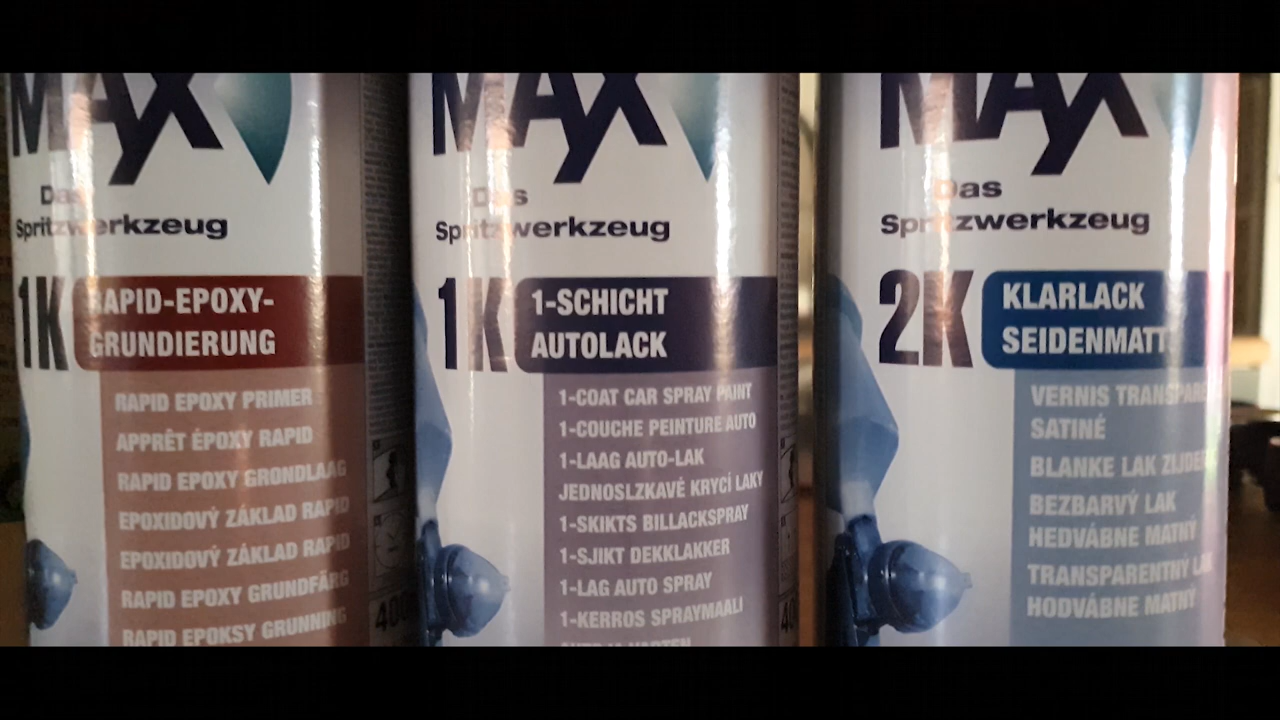 MAX
Das
Spritzwerkzeug
1K
RAPID-EPOXY-
GRUNDIERUNG
RAPID EPOXY PRIMER
APPRÊT ÉPOXY RAPID
RAPID EPOXY GRONDLAAG
EPOXIDOVÝ ZÁKLAD RAPID
EPOXIDOVÝ ZÁKLAD RAPID
RAPID EPOXY GRUNDFÄRG
RAPID EPOKSY GRUNNING
400
MAX
Das
Spritzwerkzeug
1K
1-SCHICHT
AUTOLACK
1-COAT CAR SPRAY PAINT
1-COUCHE PEINTURE AUTO
1-LAAG AUTO-LAK
JEDNOSLZKAVÉ KRYCÍ LAKY
1-SKIKTS BILLACKSPRAY
1-SJIKT DEKKLAKKER
1-LAG AUTO SPRAY
1-KERROS SPRAYMAALI
40
MAX
Das
Spritzwerkzeug
2K
KLARLACK
SEIDENMATT
VERNIS TRANSPARE
SATINÉ
BLANKE LAK ZIJDE
BEZBARVÝ LAK
HEDVÁBNE MATNÝ
TRANSPARENTNÝ LAK
HODVÁBNE MATNÝ